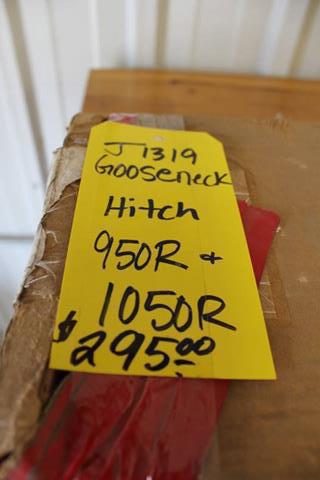 J1319
Gooseneck
Hitch
950R +
1050R
$295.00